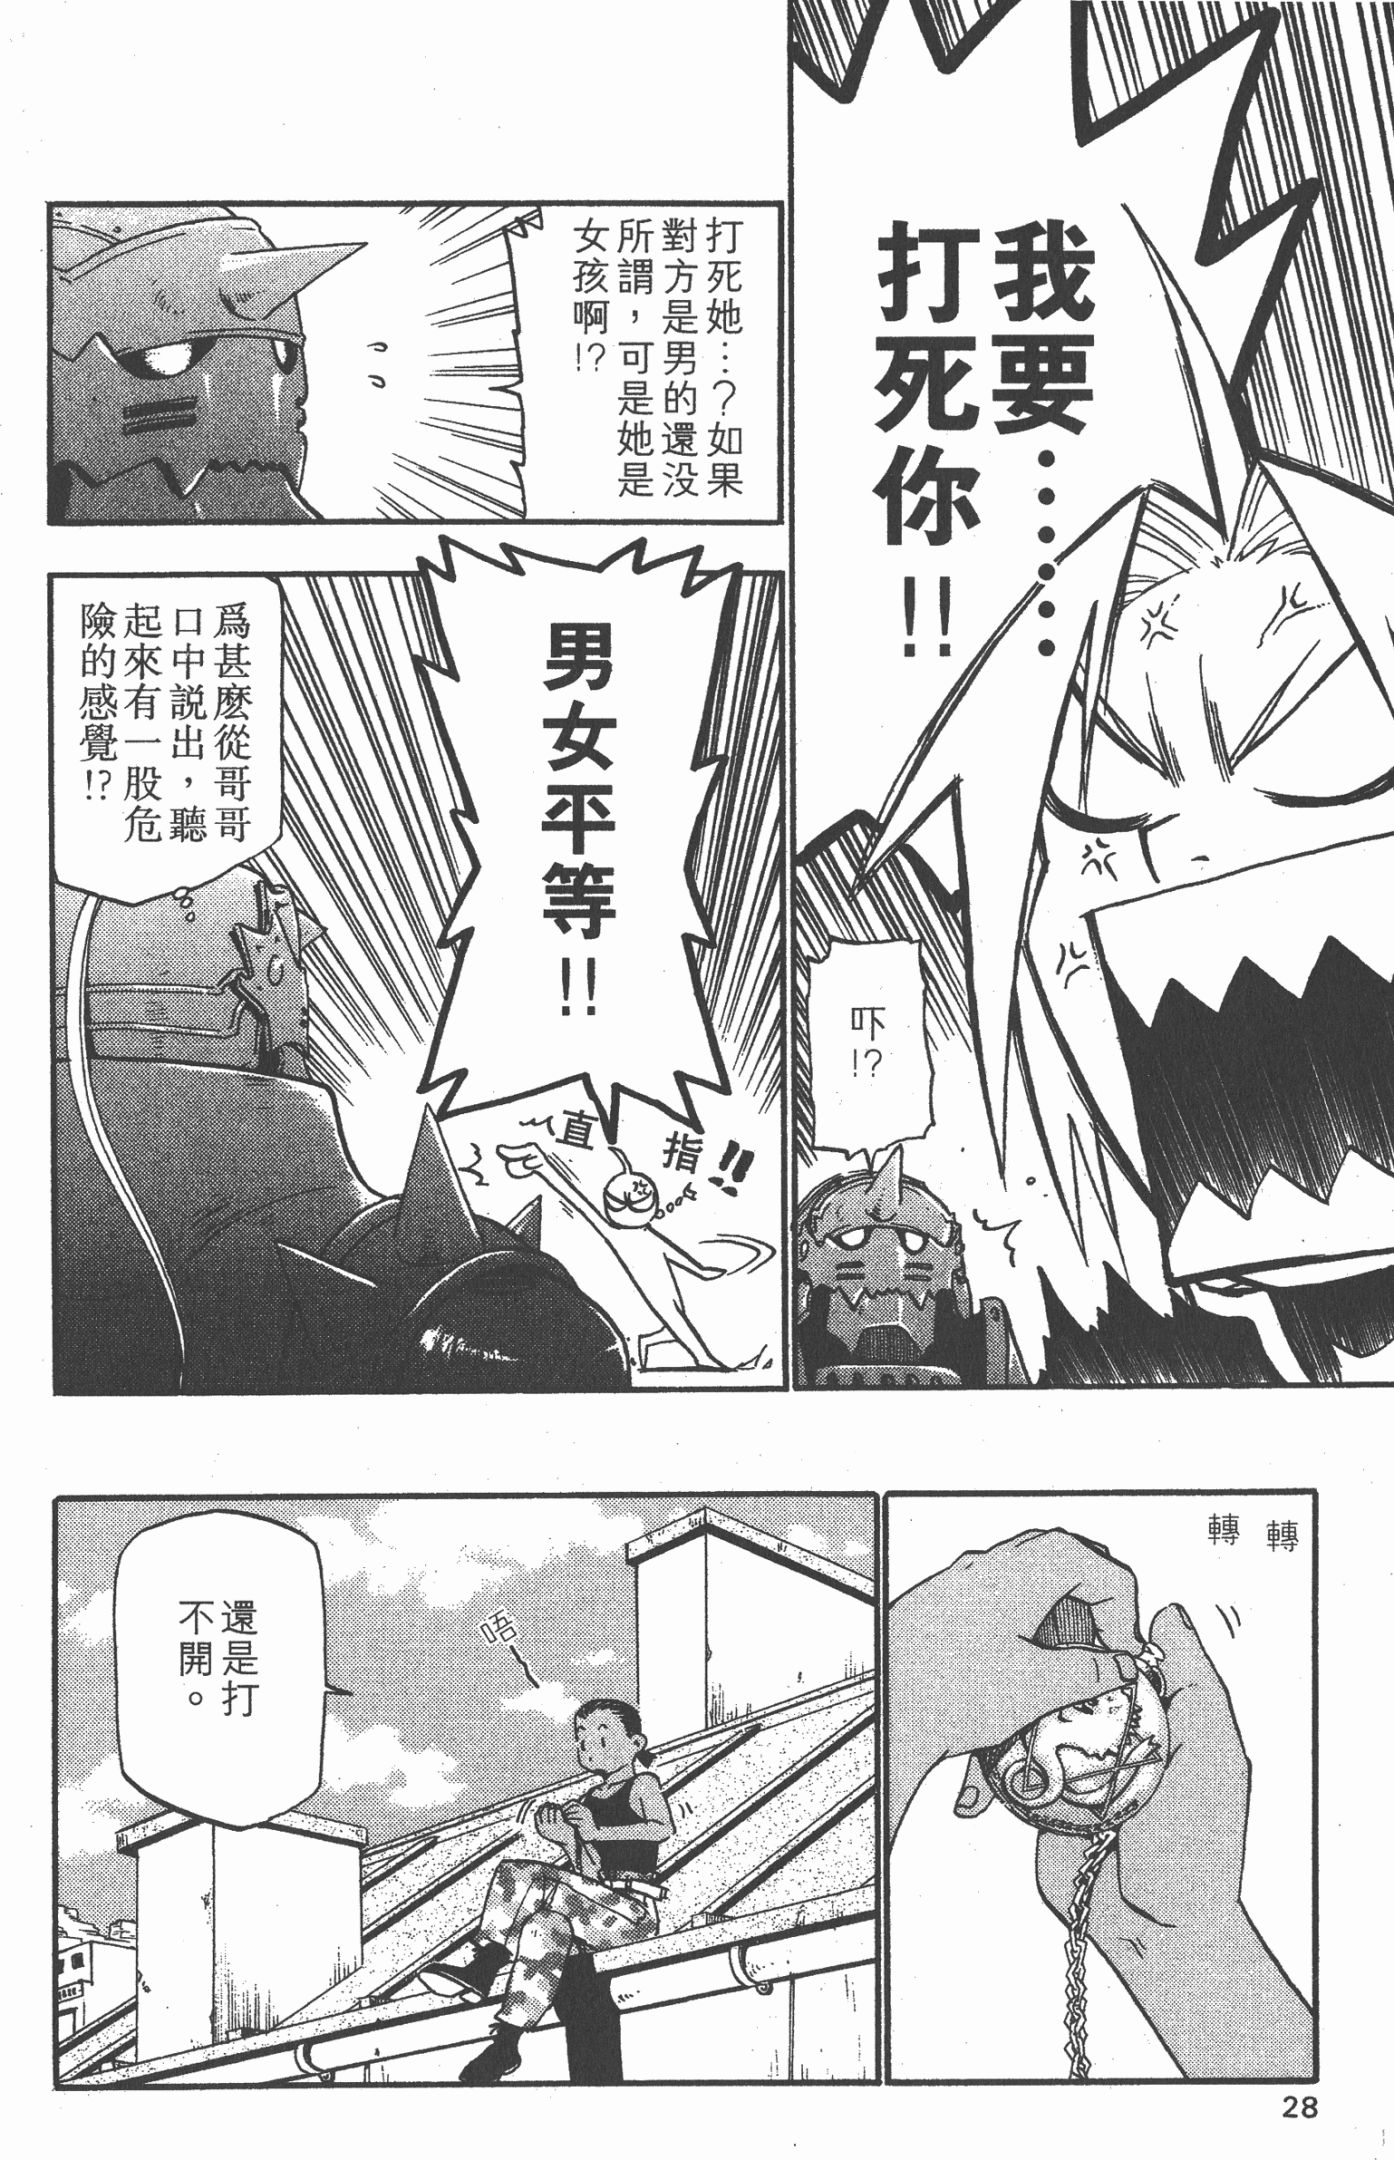 我要……
打死你!!
吓
!?
打死她…？如果
對方是男的還没
所謂，可是她是
女孩啊!?
男女平等!!
直指!!
爲甚麼從哥哥
口中説出，聽
起來有一股危
險的感覺!?
轉
轉
唔
還是打
不開。
28